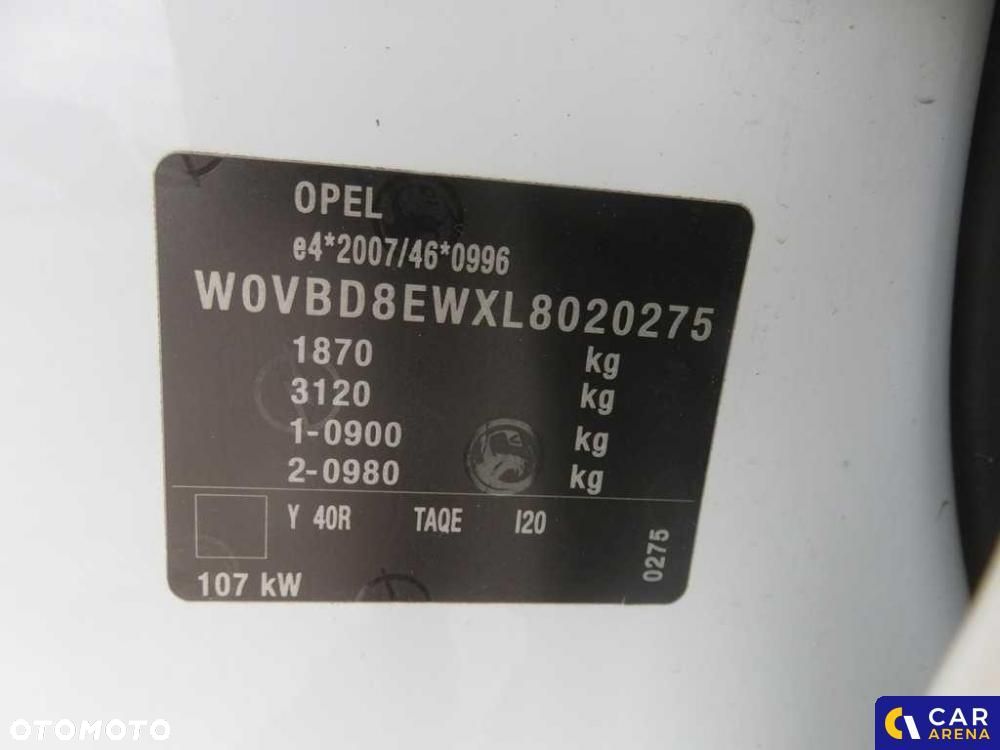 OPEL
e4*2007/46*0996
W0VBD8EWXL8020275
1870 kg
3120 kg
1-0900 kg
2-0980 kg
Y 40R TAQE I20
0275
107 kW
OTOMOTO
CAR
ARENA